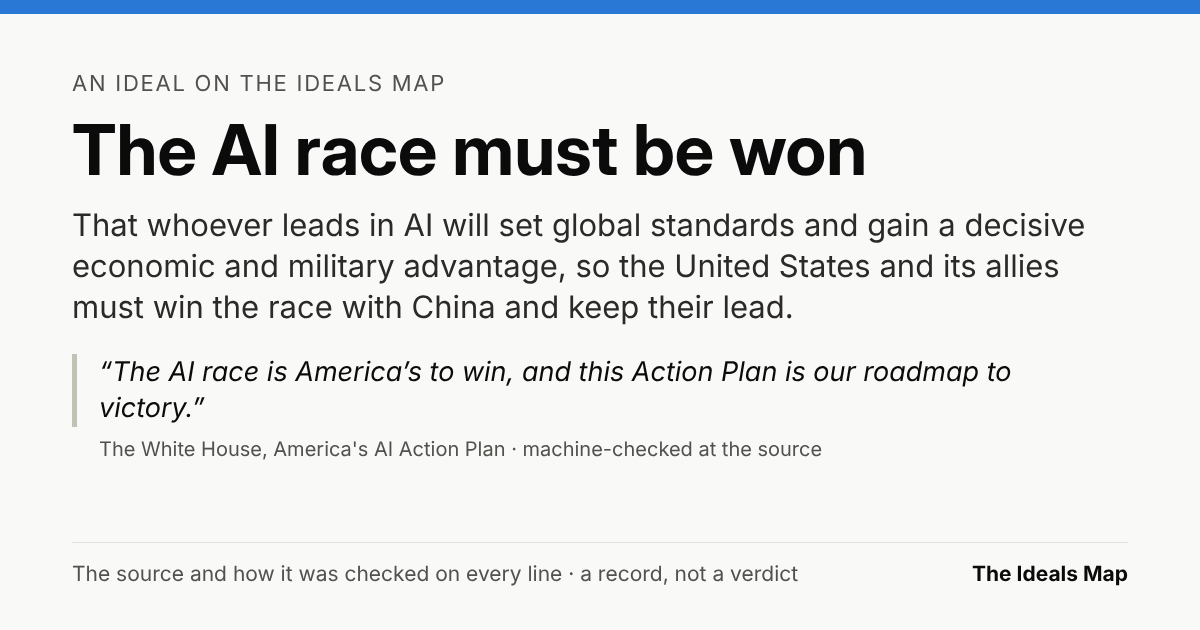 AN IDEAL ON THE IDEALS MAP
The AI race must be won
That whoever leads in AI will set global standards and gain a decisive
economic and military advantage, so the United States and its allies
must win the race with China and keep their lead.
“The AI race is America’s to win, and this Action Plan is our roadmap to
victory.”
The White House, America's AI Action Plan · machine-checked at the source
The source and how it was checked on every line · a record, not a verdict
The Ideals Map